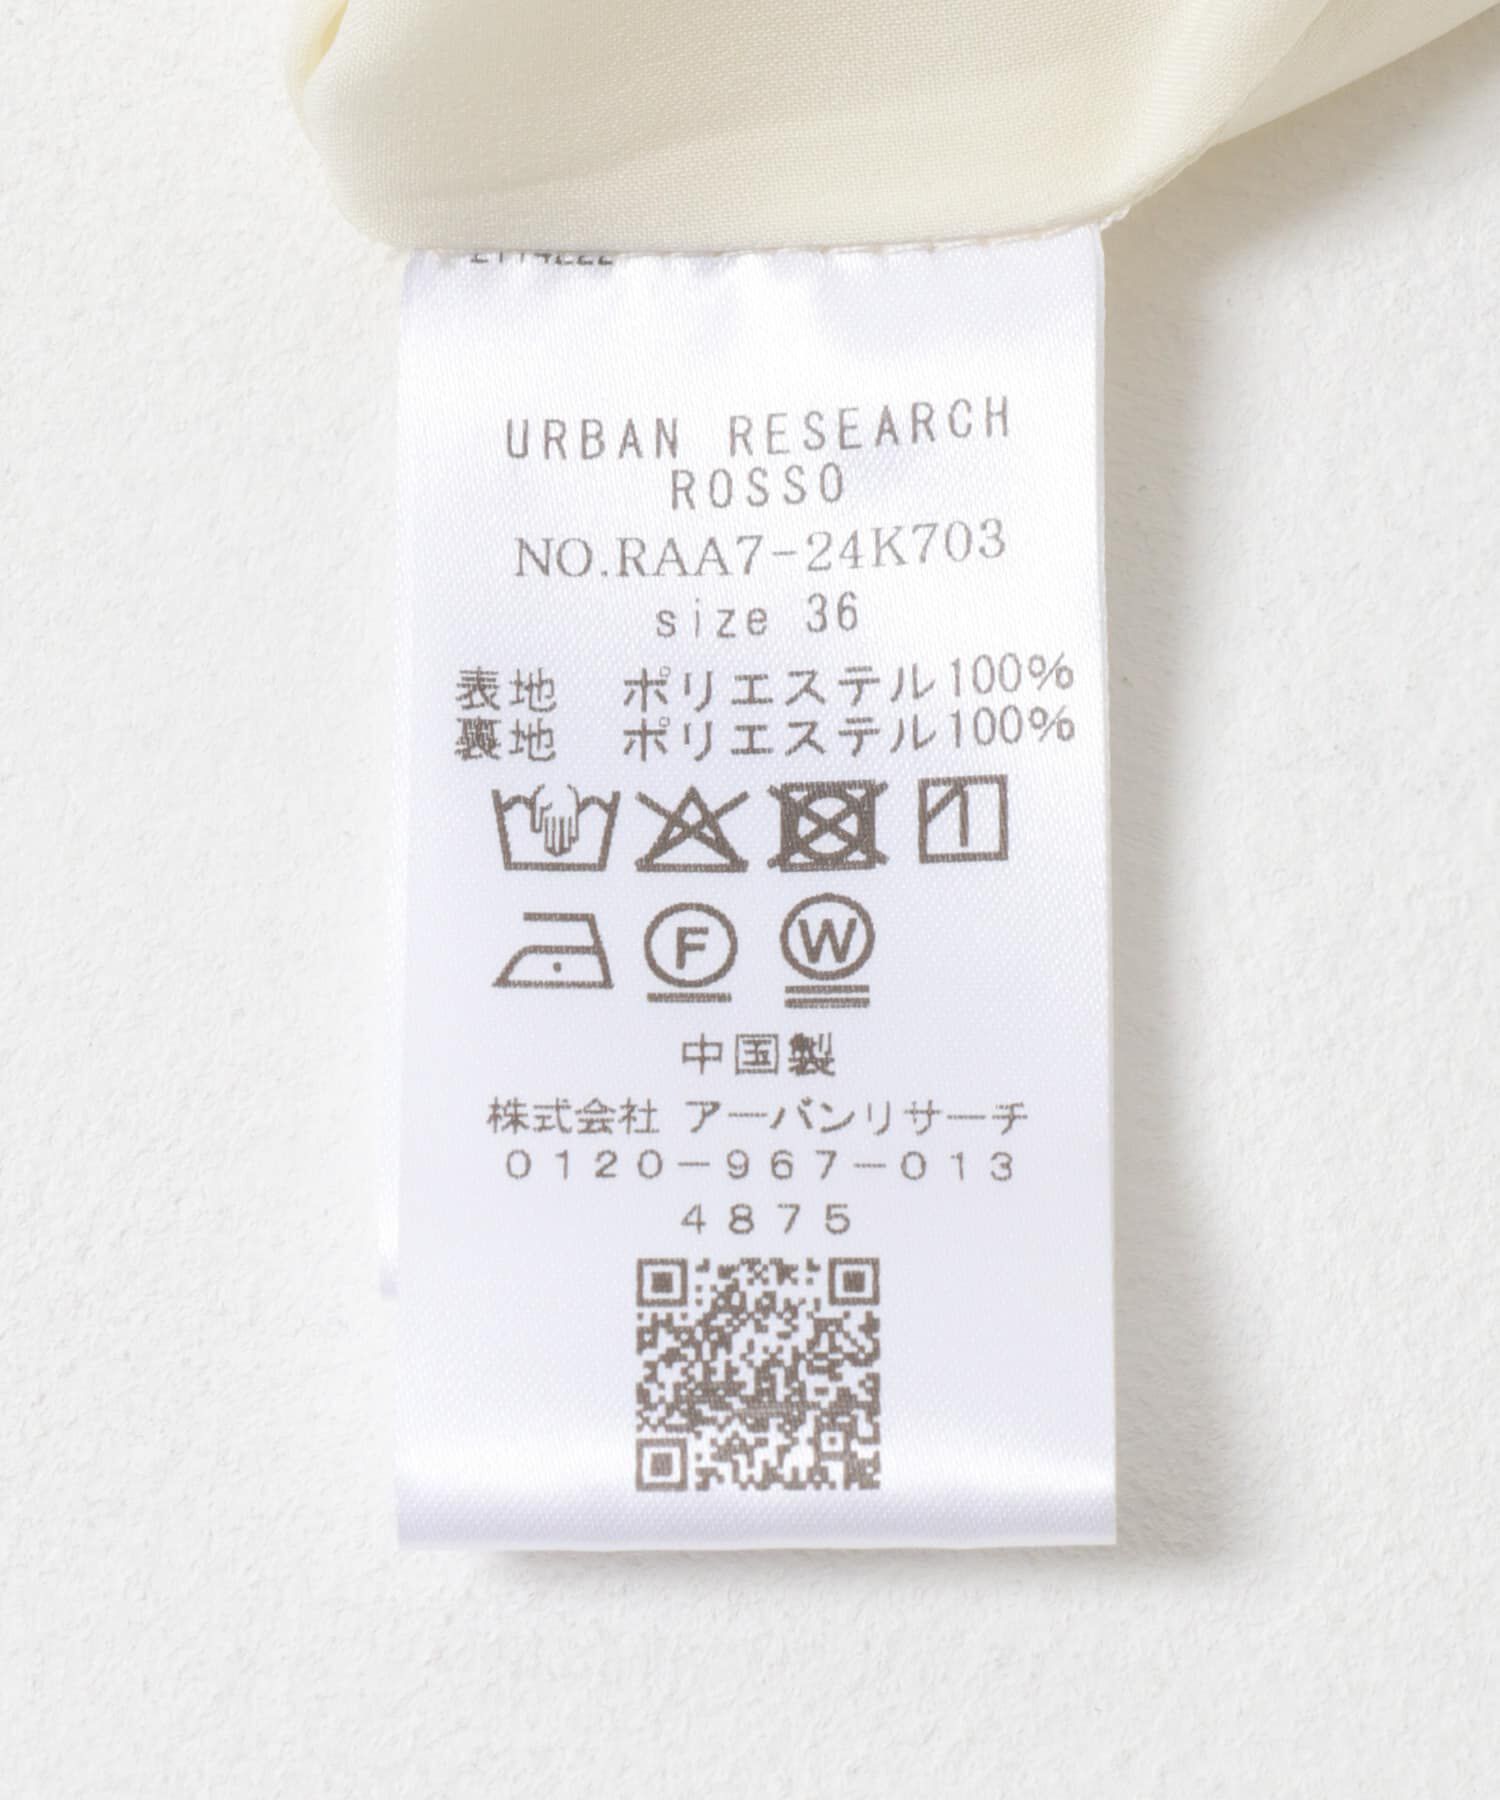 URBAN RESEARCH
ROSSO
NO.RAA7-24K703
size 36
表地 ポリエステル100%
裏地 ポリエステル100%
F W
中国製
株式会社 アーバンリサーチ
0120-967-013
4875